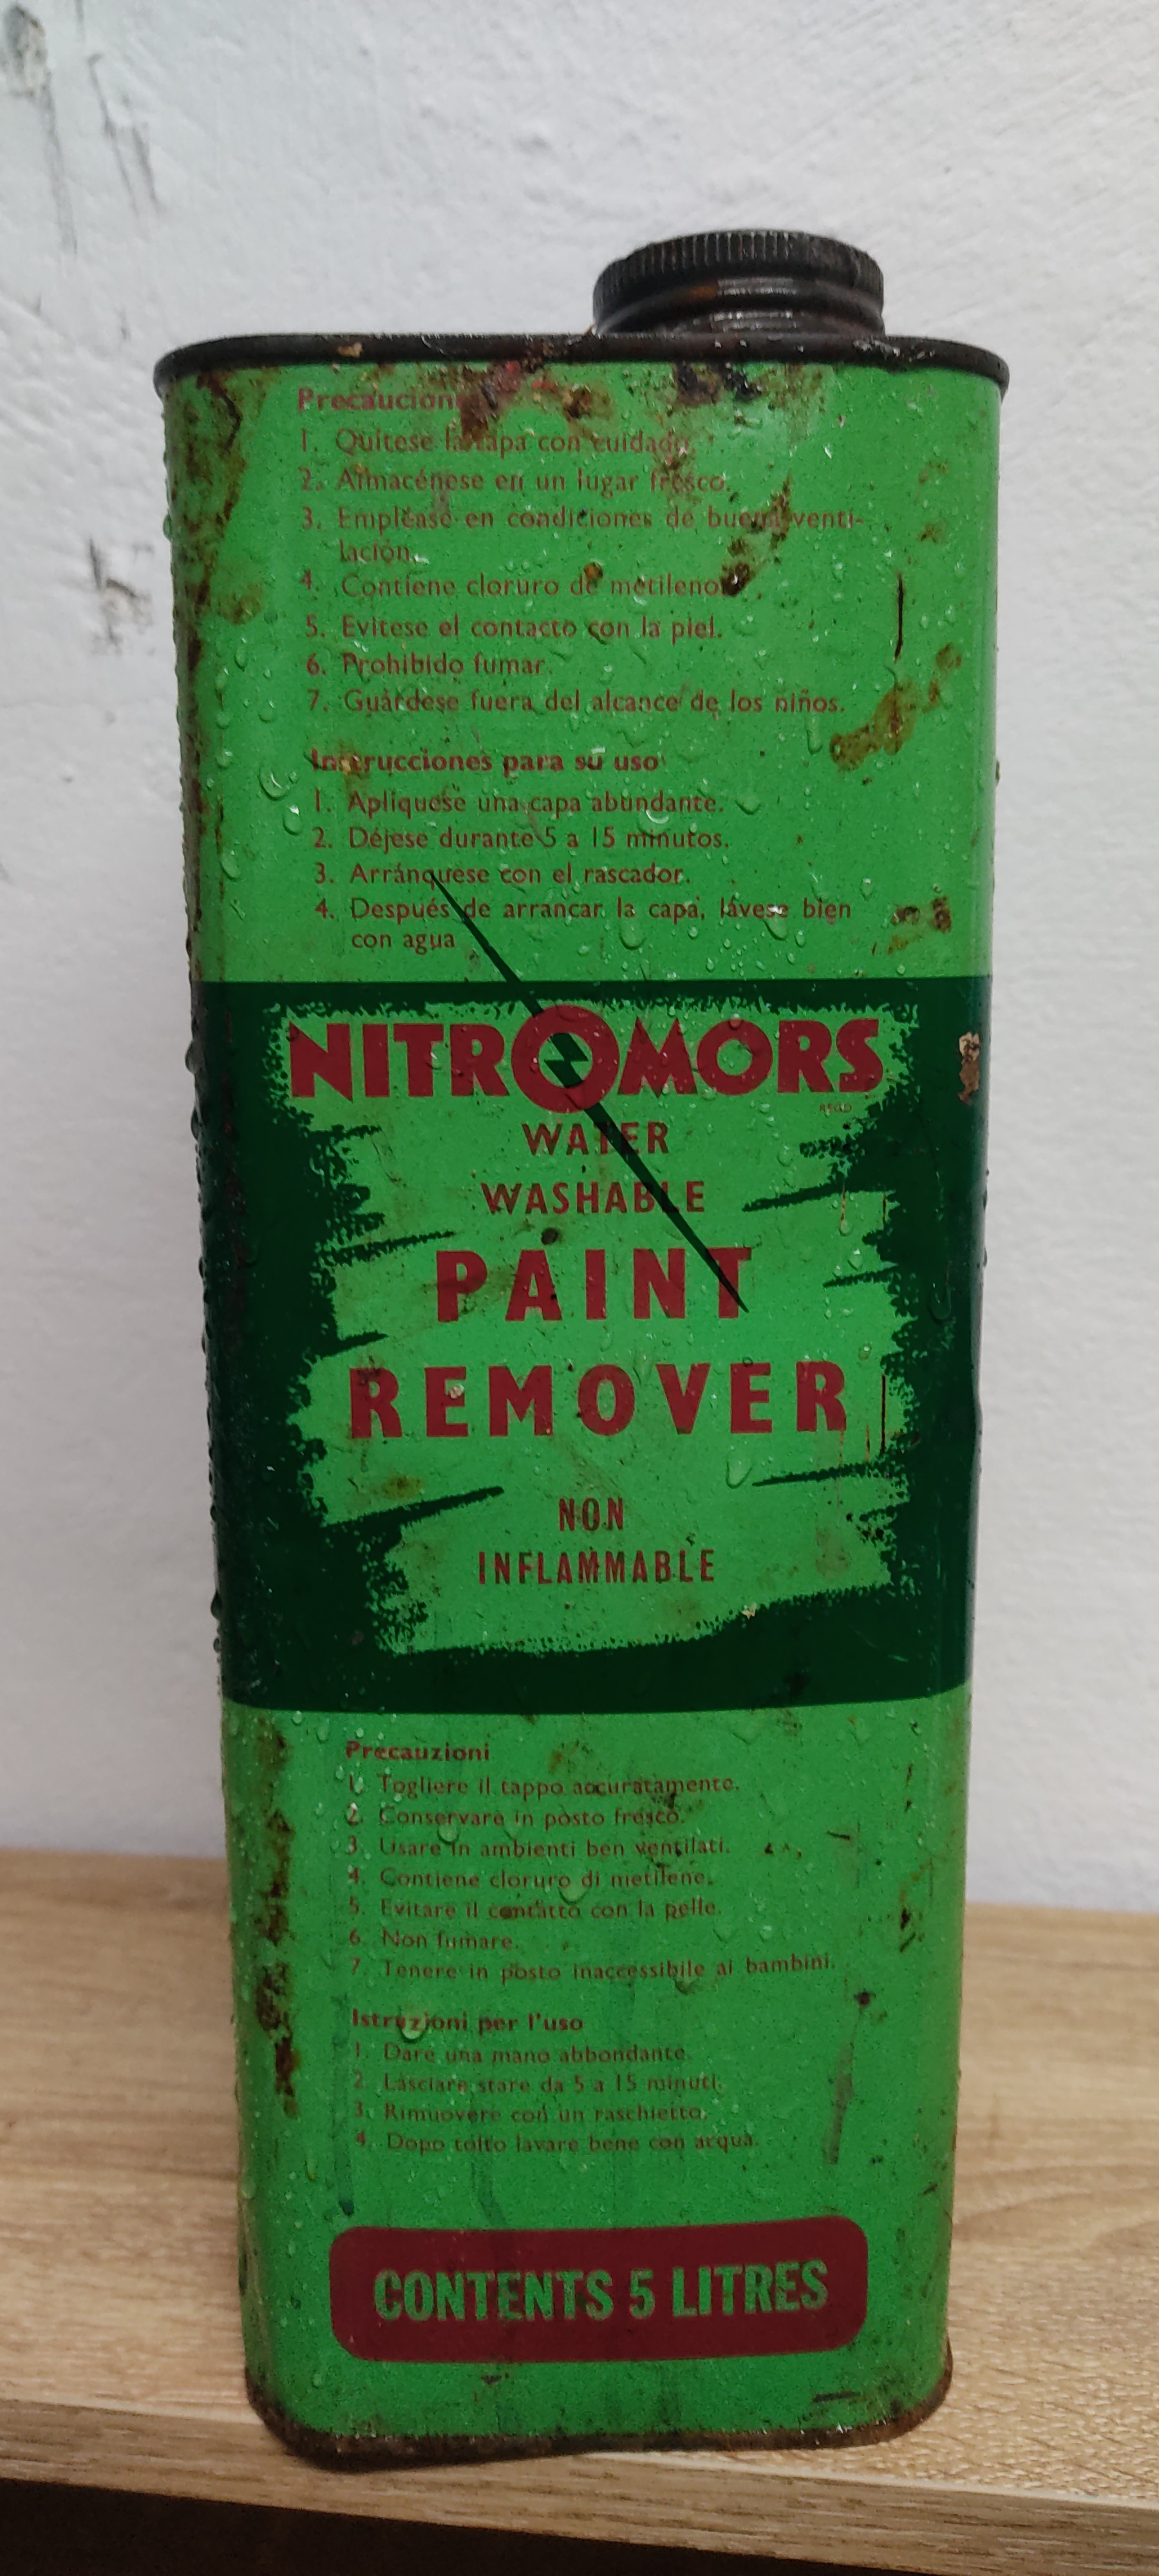 Precaucion
1. Quitese la tapa con cuidado.
2. Almacénese en un lugar fresco.
3. Empléase en condiciones de buena venti-
lación.
4. Contiene cloruro de metileno.
5. Evitese el contacto con la piel.
6. Prohibido fumar.
7. Guárdese fuera del alcance de los niños.
Instrucciones para su uso
1. Aplíquese una capa abundante.
2. Déjese durante 5 a 15 minutos.
3. Arránquese con el rascador.
4. Después de arrancar la capa, lávese bien
con agua
NITROMORS
REGD
WATER
WASHABLE
PAINT
REMOVER
NON
INFLAMMABLE
Precauzioni
1. Togliere il tappo accuratamente.
2. Conservare in posto fresco.
3. Usare in ambienti ben ventilati.
4. Contiene cloruro di metilene.
5. Evitare il contatto con la pelle.
6. Non fumare.
7. Tenere in posto inaccessibile ai bambini.
Istruzioni per l'uso
1. Dare una mano abbondante.
2. Lasciare stare da 5 a 15 minuti.
3. Rimuovere con un raschietto.
4. Dopo tolto lavare bene con acqua.
CONTENTS 5 LITRES